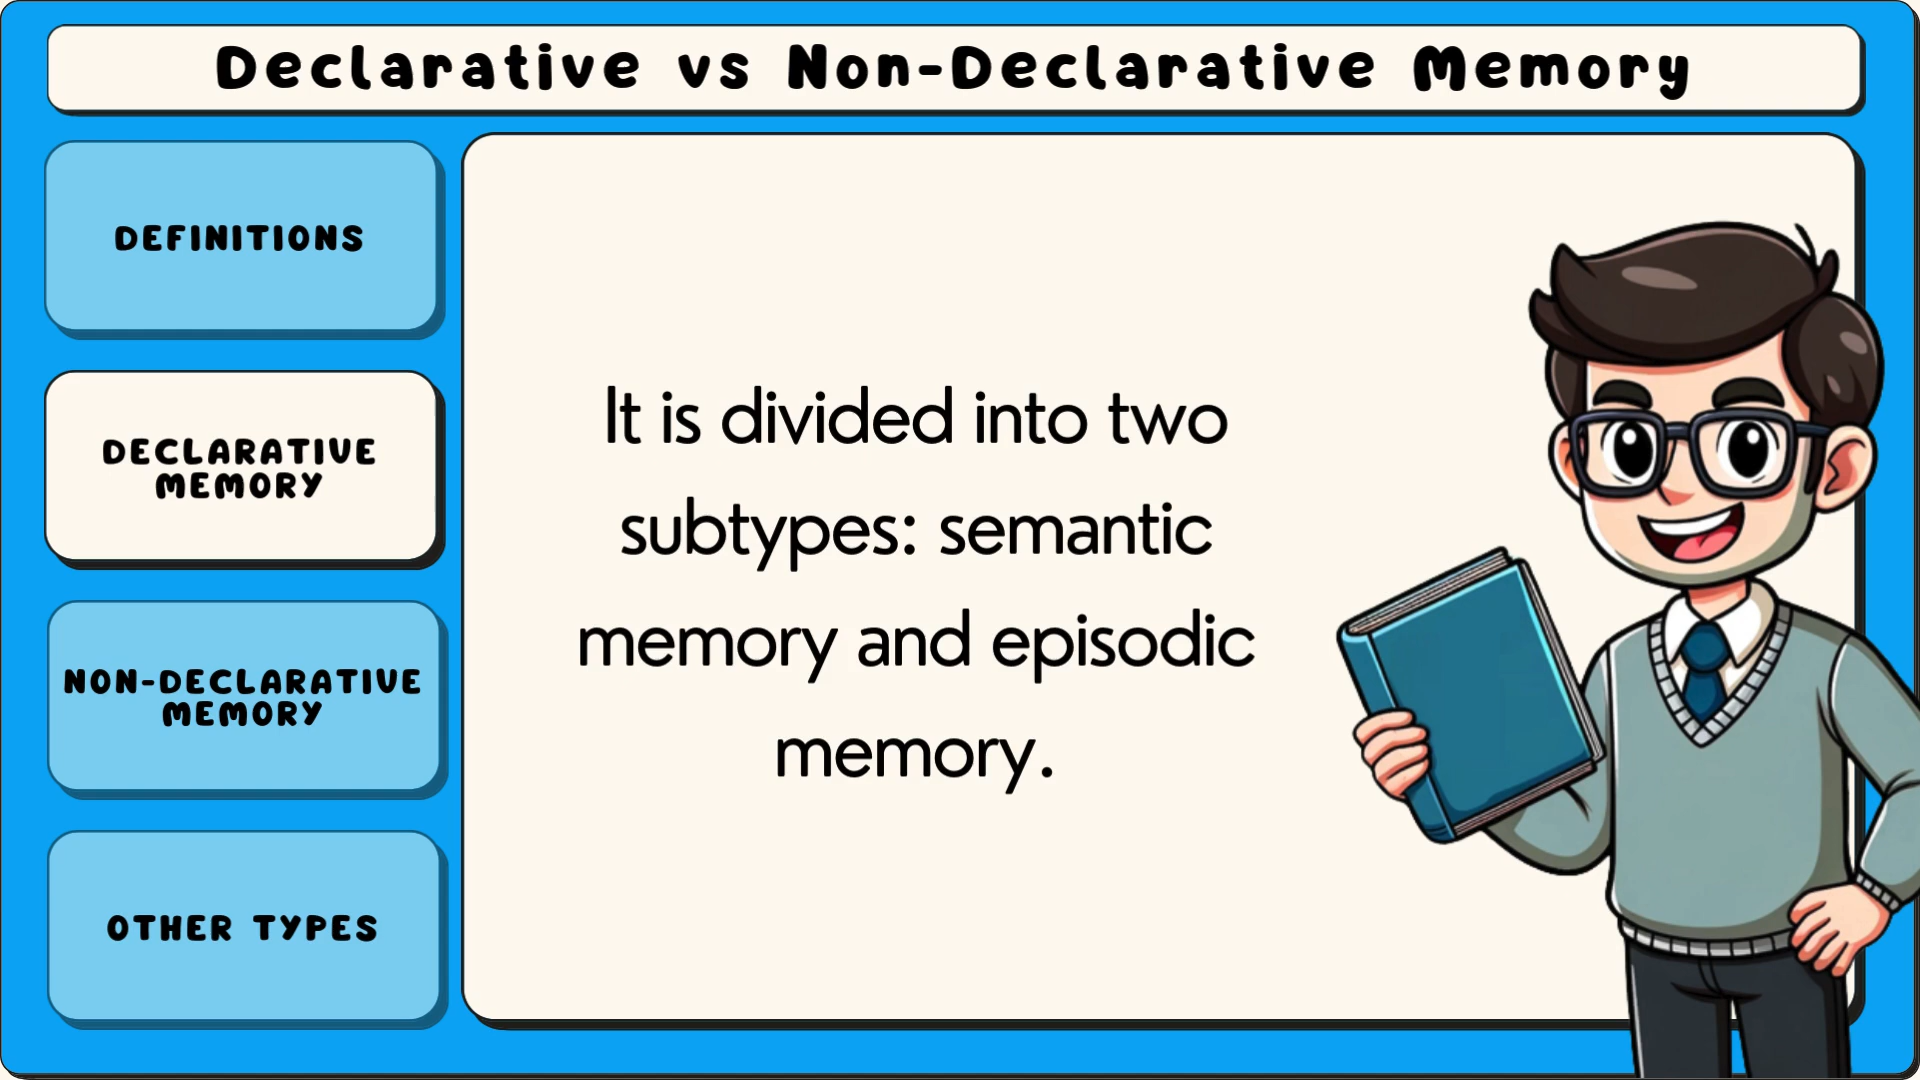 Declarative vs Non-Declarative Memory
DEFINITIONS
DECLARATIVE
MEMORY
NON-DECLARATIVE
MEMORY
OTHER TYPES
It is divided into two
subtypes: semantic
memory and episodic
memory.